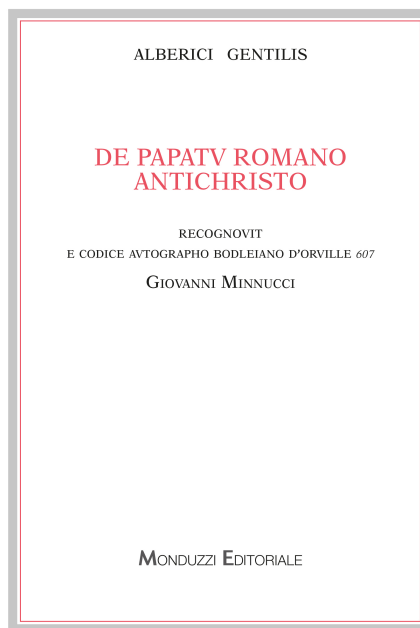 ALBERICI GENTILIS
DE PAPATV ROMANO
ANTICHRISTO
RECOGNOVIT
E CODICE AVTOGRAPHO BODLEIANO D'ORVILLE 607
GIOVANNI MINNUCCI
MONDUZZI EDITORIALE